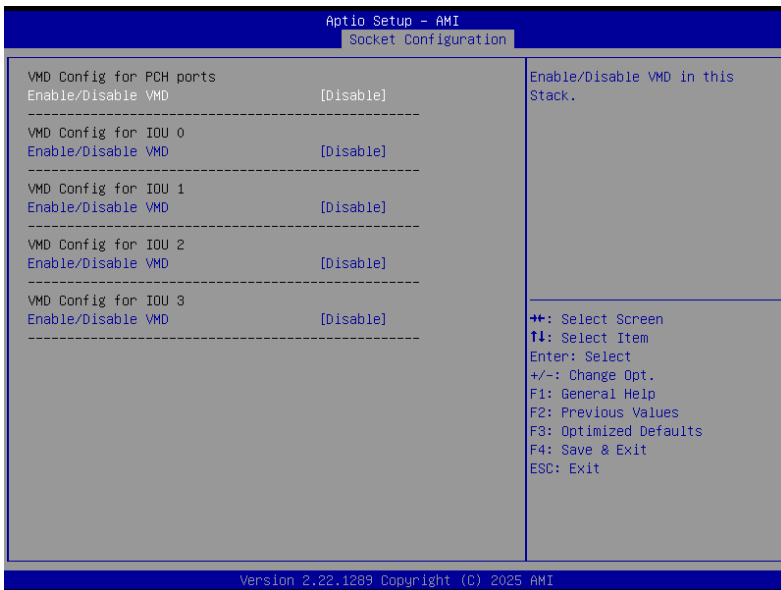 Aptio Setup – AMI
Socket Configuration
VMD Config for PCH ports
Enable/Disable VMD [Disable]
------------------------------------------------
VMD Config for IOU 0
Enable/Disable VMD [Disable]
------------------------------------------------
VMD Config for IOU 1
Enable/Disable VMD [Disable]
------------------------------------------------
VMD Config for IOU 2
Enable/Disable VMD [Disable]
------------------------------------------------
VMD Config for IOU 3
Enable/Disable VMD [Disable]
------------------------------------------------
Enable/Disable VMD in this
Stack.
→←: Select Screen
↑↓: Select Item
Enter: Select
+/-: Change Opt.
F1: General Help
F2: Previous Values
F3: Optimized Defaults
F4: Save & Exit
ESC: Exit
Version 2.22.1289 Copyright (C) 2025 AMI